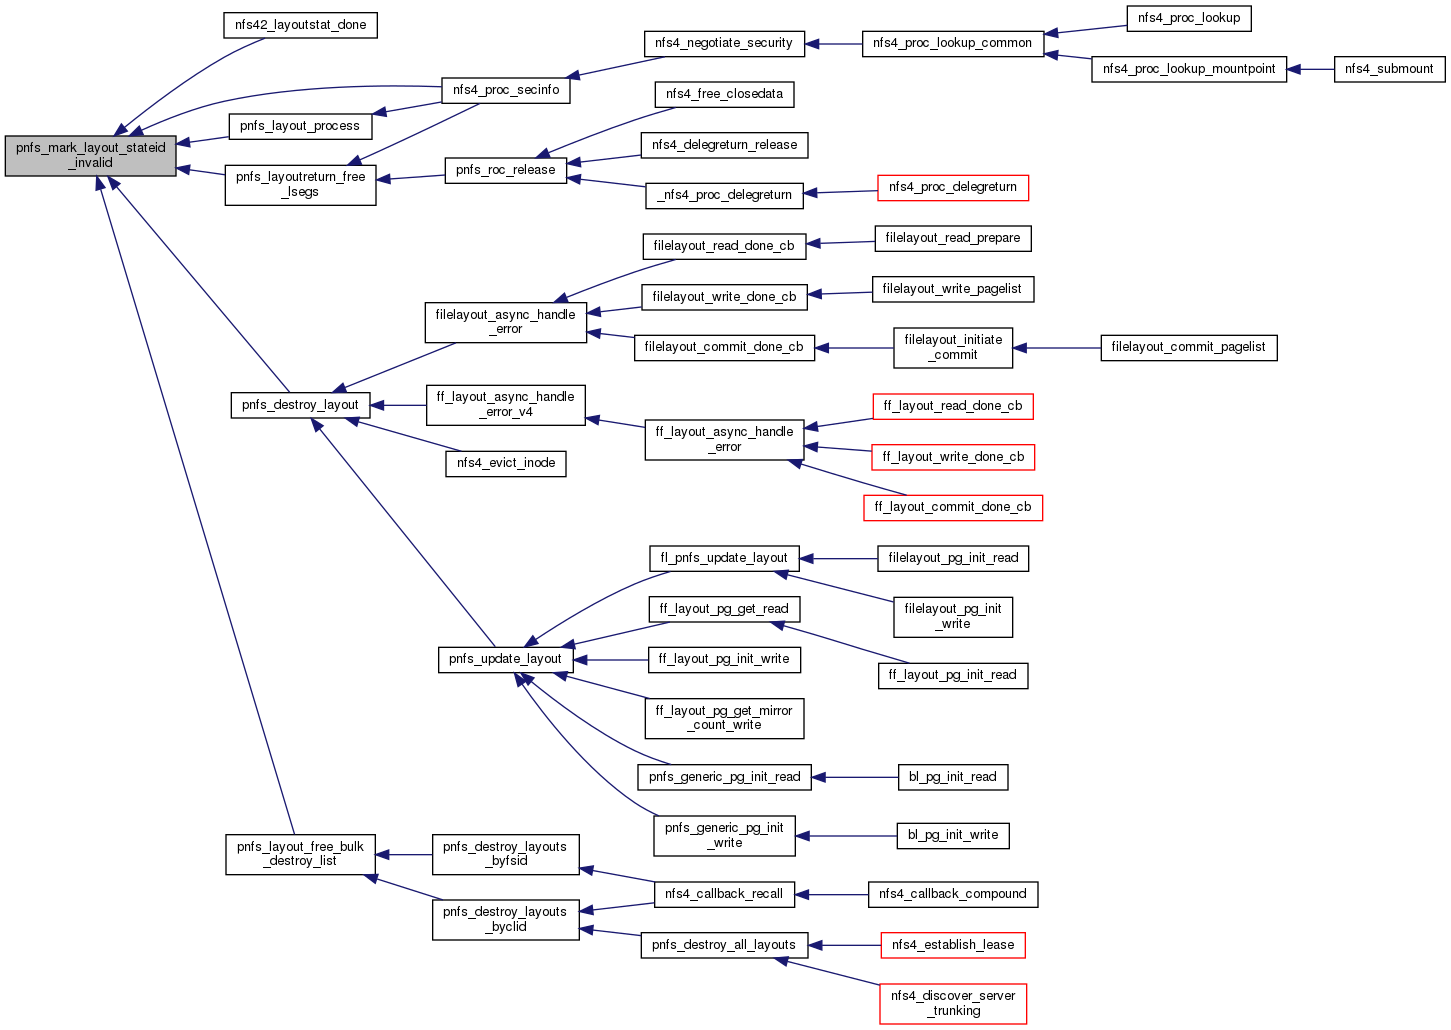 nfs42_layoutstat_done
nfs4_proc_lookup
nfs4_negotiate_security
nfs4_proc_lookup_common
nfs4_proc_lookup_mountpoint
nfs4_submount
nfs4_proc_secinfo
nfs4_free_closedata
pnfs_layout_process
pnfs_mark_layout_stateid
_invalid
nfs4_delegreturn_release
pnfs_layoutreturn_free
_lsegs
pnfs_roc_release
_nfs4_proc_delegreturn
nfs4_proc_delegreturn
filelayout_read_done_cb
filelayout_read_prepare
filelayout_async_handle
_error
filelayout_write_done_cb
filelayout_write_pagelist
filelayout_commit_done_cb
filelayout_initiate
_commit
filelayout_commit_pagelist
pnfs_destroy_layout
ff_layout_async_handle
_error_v4
ff_layout_async_handle
_error
ff_layout_read_done_cb
ff_layout_write_done_cb
nfs4_evict_inode
ff_layout_commit_done_cb
fl_pnfs_update_layout
filelayout_pg_init_read
filelayout_pg_init
_write
ff_layout_pg_get_read
pnfs_update_layout
ff_layout_pg_init_write
ff_layout_pg_init_read
ff_layout_pg_get_mirror
_count_write
pnfs_generic_pg_init_read
bl_pg_init_read
pnfs_generic_pg_init
_write
bl_pg_init_write
pnfs_layout_free_bulk
_destroy_list
pnfs_destroy_layouts
_byfsid
nfs4_callback_recall
nfs4_callback_compound
pnfs_destroy_layouts
_byclid
pnfs_destroy_all_layouts
nfs4_establish_lease
nfs4_discover_server
_trunking